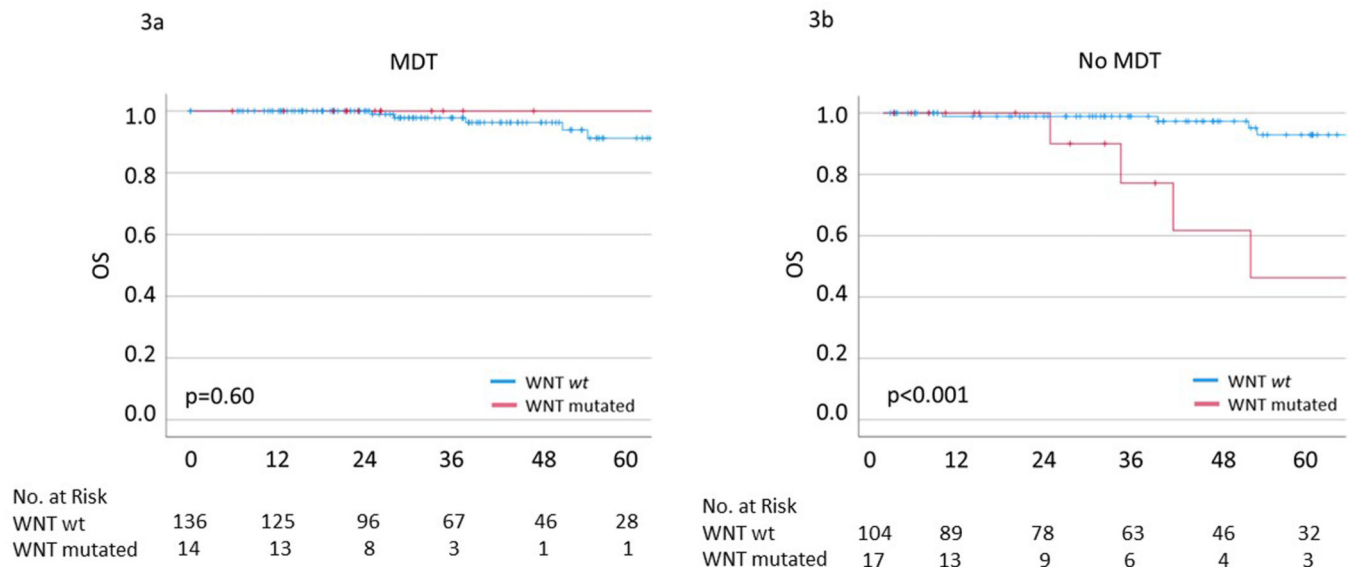 3a
MDT
1.0
0.8
0.6
0.4
0.2
0.0
OS
p=0.60
WNT wt
WNT mutated
0 12 24 36 48 60
No. at Risk
WNT wt 136 125 96 67 46 28
WNT mutated 14 13 8 3 1 1
3b
No MDT
1.0
0.8
0.6
0.4
0.2
0.0
OS
p<0.001
WNT wt
WNT mutated
0 12 24 36 48 60
No. at Risk
WNT wt 104 89 78 63 46 32
WNT mutated 17 13 9 6 4 3